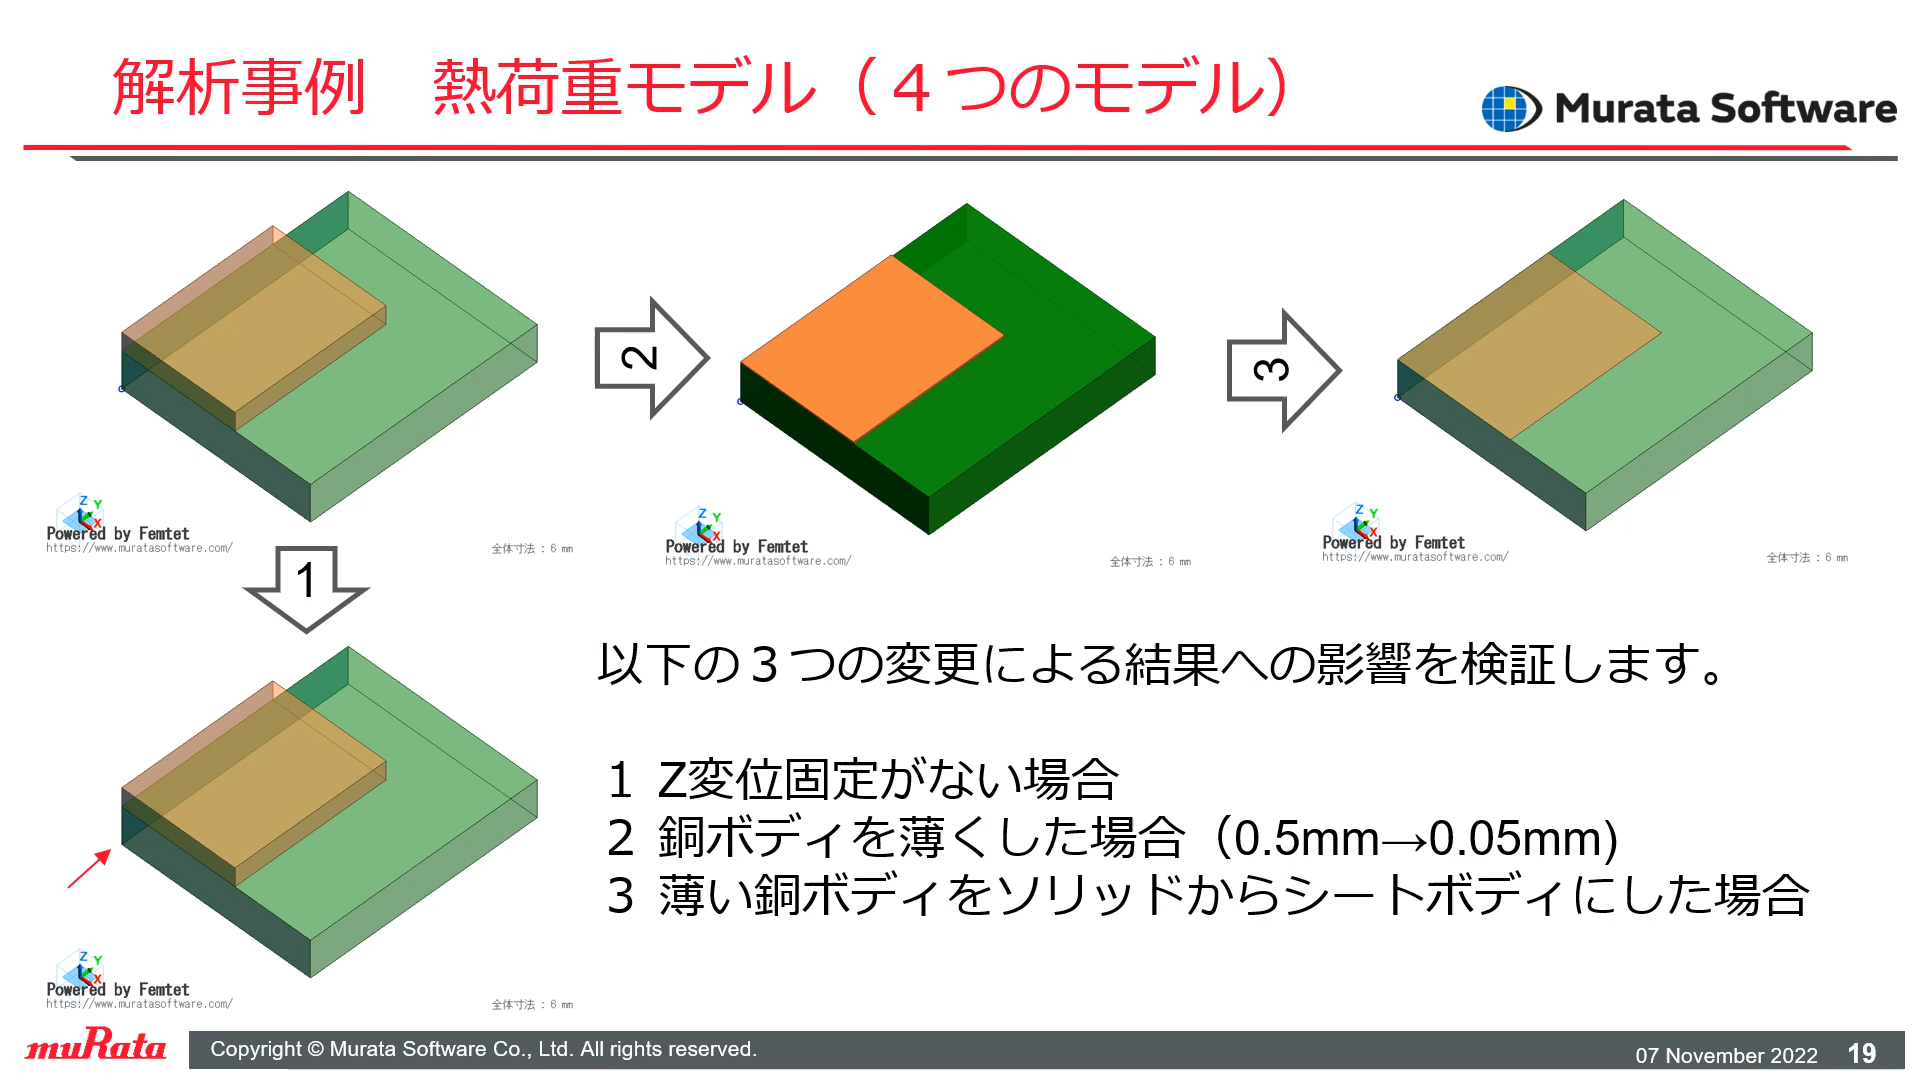 解析事例　熱荷重モデル（４つのモデル）
Murata Software
2
3
Z Y X
Powered by Femtet
https://www.muratasoftware.com/
全体寸法 : 6 mm
Z Y X
Powered by Femtet
https://www.muratasoftware.com/
全体寸法 : 6 mm
Z Y X
Powered by Femtet
https://www.muratasoftware.com/
全体寸法 : 6 mm
1
以下の３つの変更による結果への影響を検証します。
1 Z変位固定がない場合
2 銅ボディを薄くした場合（0.5mm→0.05mm)
3 薄い銅ボディをソリッドからシートボディにした場合
Z Y X
Powered by Femtet
https://www.muratasoftware.com/
全体寸法 : 6 mm
muRata
Copyright © Murata Software Co., Ltd. All rights reserved.
07 November 2022
19